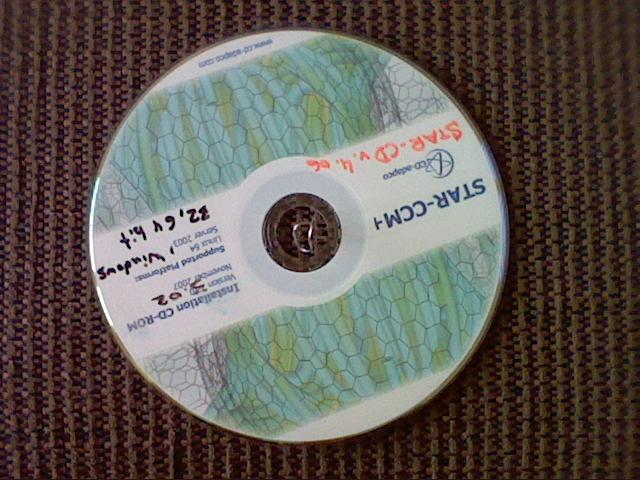 STAR-CCM+
CD-adapco
STAR-CD v. 4.06
Installation CD-ROM
Version
3.02
November 2007
Supported Platforms:
Linux 64
Server 2003
, Windows
32, 64 bit
www.cd-adapco.com